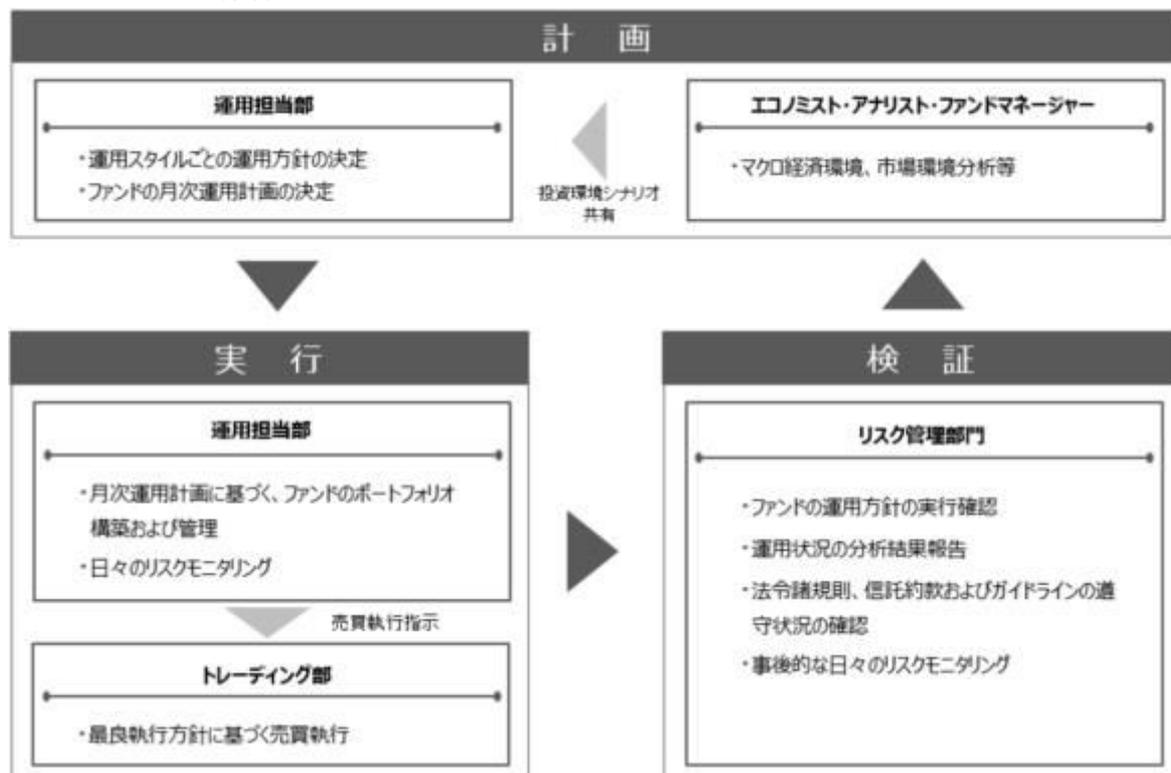 計 画
運用担当部
・運用スタイルごとの運用方針の決定
・ファンドの月次運用計画の決定
投資環境シナリオ
共有
エコノミスト・アナリスト・ファンドマネージャー
・マクロ経済環境、市場環境分析等
実 行
運用担当部
・月次運用計画に基づく、ファンドのポートフォリオ
構築および管理
・日々のリスクモニタリング
売買執行指示
トレーディング部
・最良執行方針に基づく売買執行
検 証
リスク管理部門
・ファンドの運用方針の実行確認
・運用状況の分析結果報告
・法令諸規則、信託約款およびガイドラインの遵
守状況の確認
・事後的な日々のリスクモニタリング